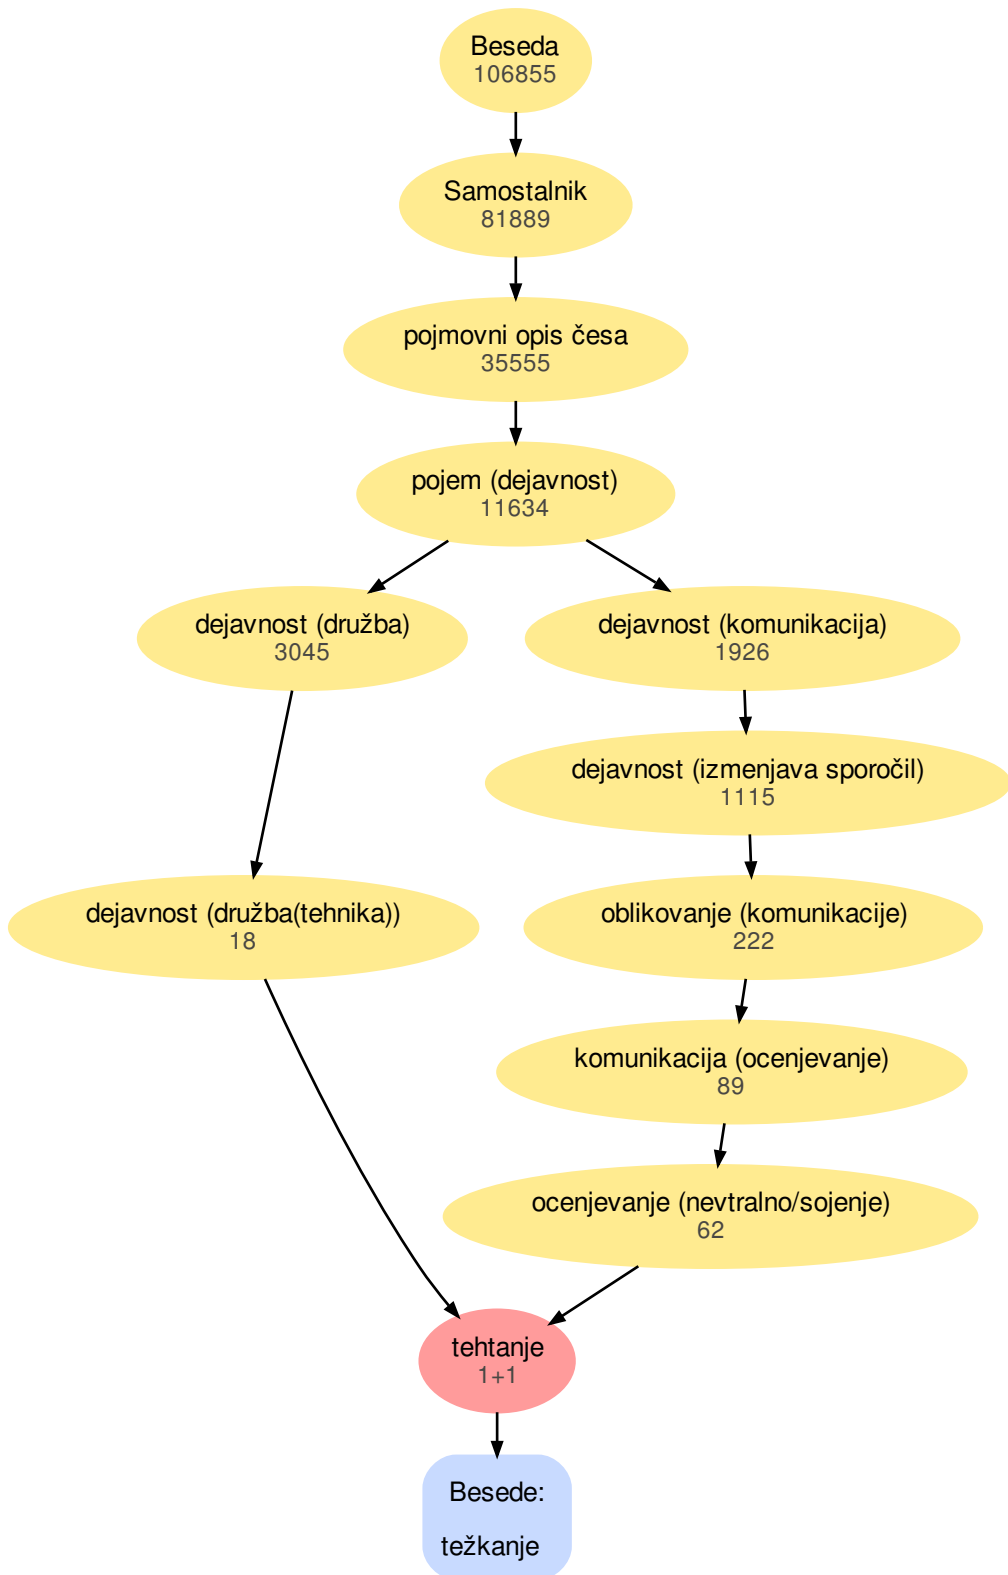 Beseda
106855
Samostalnik
81889
pojmovni opis česa
35555
pojem (dejavnost)
11634
dejavnost (družba)
3045
dejavnost (komunikacija)
1926
dejavnost (izmenjava sporočil)
1115
dejavnost (družba(tehnika))
18
oblikovanje (komunikacije)
222
komunikacija (ocenjevanje)
89
ocenjevanje (nevtralno/sojenje)
62
tehtanje
1+1
Besede:
težkanje